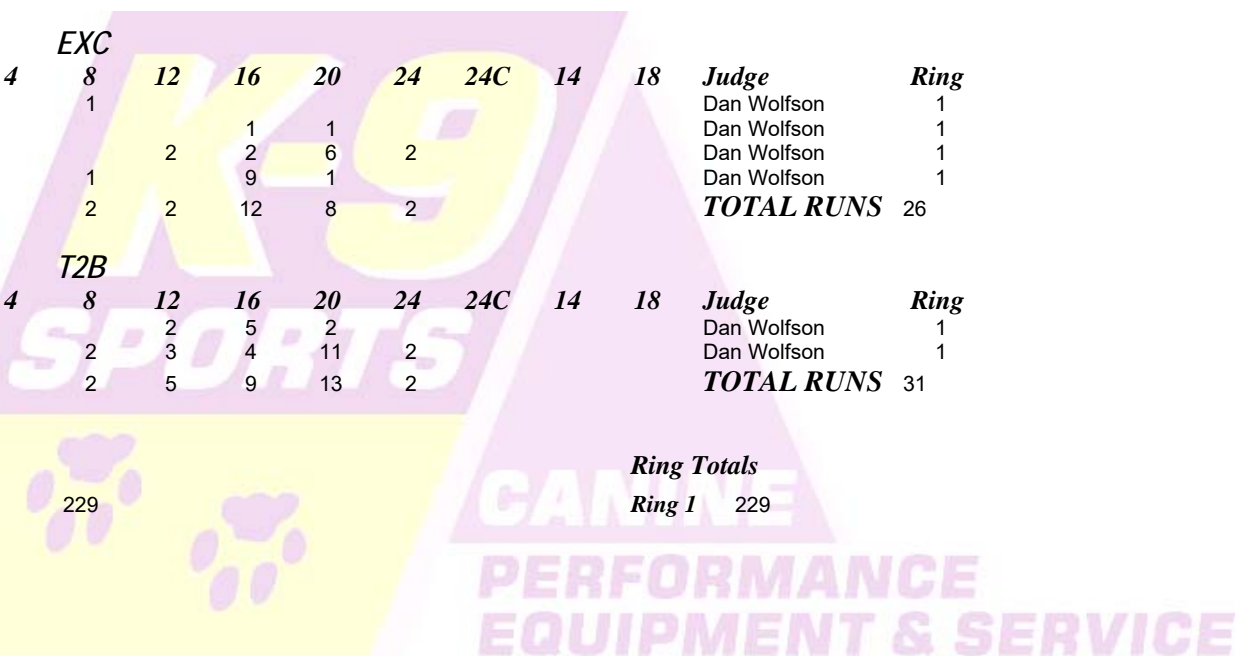 EXC
4 8 12 16 20 24 24C 14 18 Judge Ring
1 Dan Wolfson 1
1 1 Dan Wolfson 1
2 2 6 2 Dan Wolfson 1
1 9 1 Dan Wolfson 1
2 2 12 8 2 TOTAL RUNS 26
T2B
4 8 12 16 20 24 24C 14 18 Judge Ring
2 5 2 Dan Wolfson 1
2 3 4 11 2 Dan Wolfson 1
2 5 9 13 2 TOTAL RUNS 31
Ring Totals
229 Ring 1 229
K-9
SPORTS
CANINE
PERFORMANCE
EQUIPMENT & SERVICE